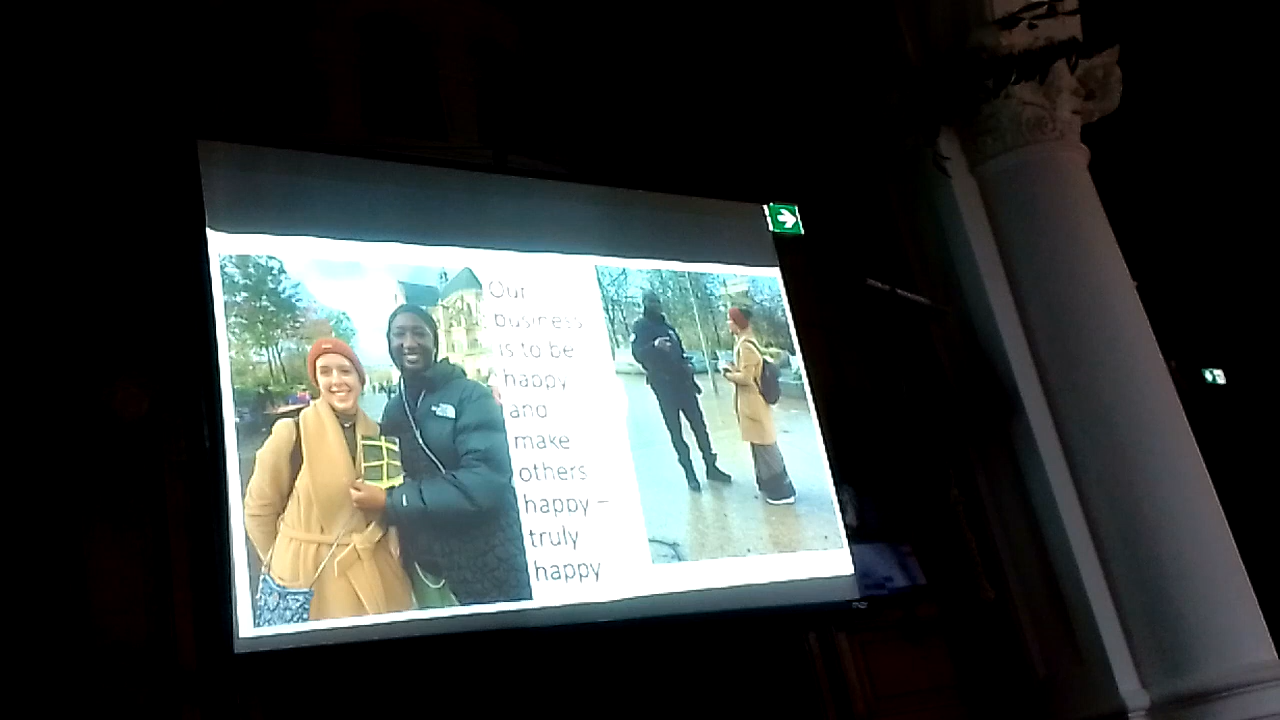 Our
business
is to be
happy
and
make
others
happy –
truly
happy
THE
NORTH
FACE